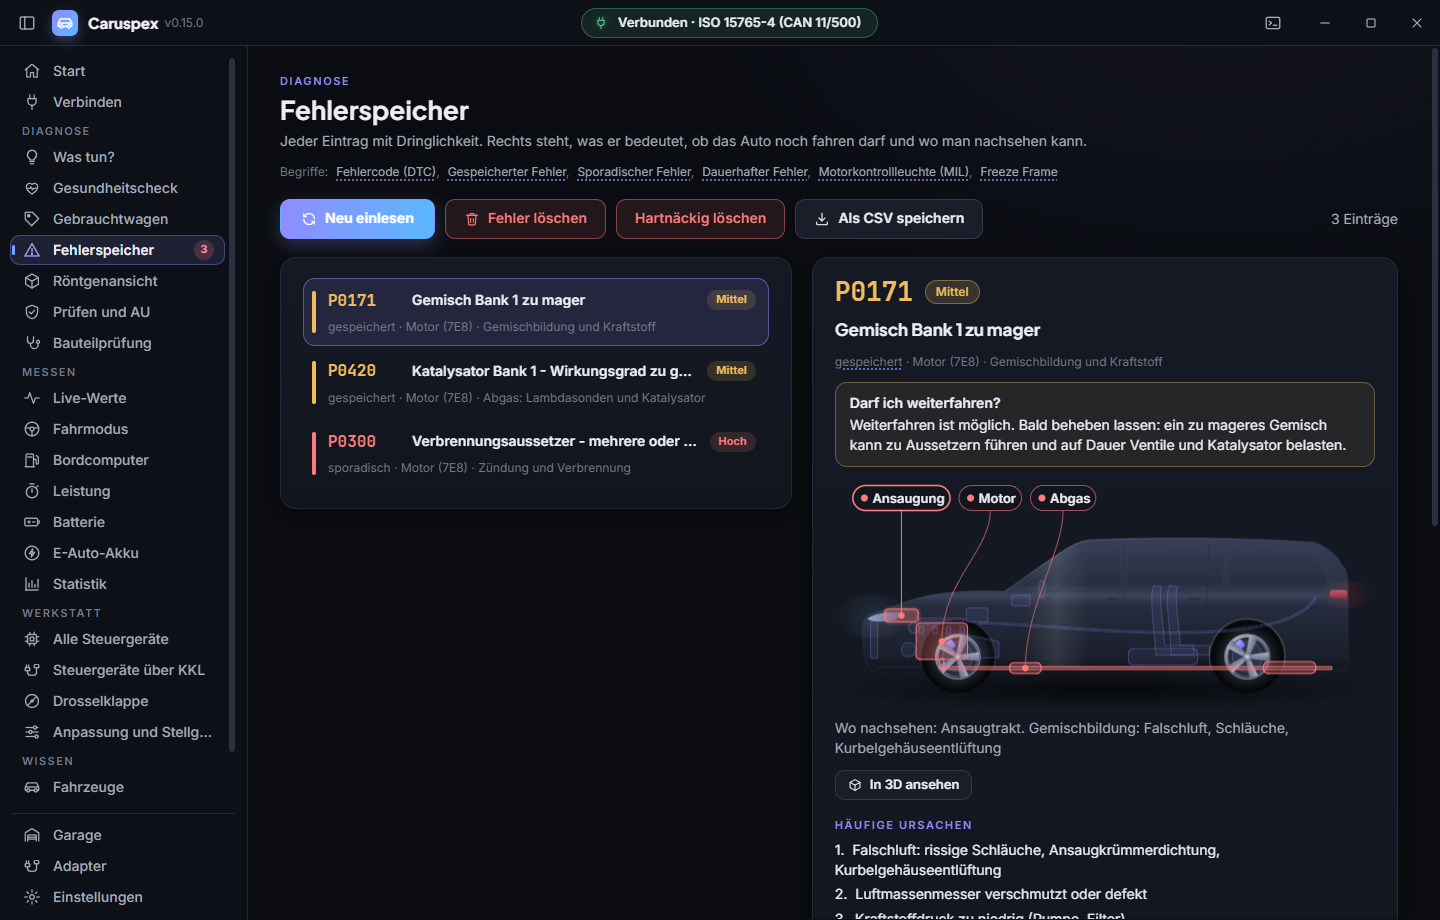 Caruspex v0.15.0
Verbunden · ISO 15765-4 (CAN 11/500)
Start
Verbinden
DIAGNOSE
Was tun?
Gesundheitscheck
Gebrauchtwagen
Fehlerspeicher 3
Röntgenansicht
Prüfen und AU
Bauteilprüfung
MESSEN
Live-Werte
Fahrmodus
Bordcomputer
Leistung
Batterie
E-Auto-Akku
Statistik
WERKSTATT
Alle Steuergeräte
Steuergeräte über KKL
Drosselklappe
Anpassung und Stellg...
WISSEN
Fahrzeuge
Garage
Adapter
Einstellungen
DIAGNOSE
Fehlerspeicher
Jeder Eintrag mit Dringlichkeit. Rechts steht, was er bedeutet, ob das Auto noch fahren darf und wo man nachsehen kann.
Begriffe: Fehlercode (DTC), Gespeicherter Fehler, Sporadischer Fehler, Dauerhafter Fehler, Motorkontrollleuchte (MIL), Freeze Frame
Neu einlesen
Fehler löschen
Hartnäckig löschen
Als CSV speichern
3 Einträge
P0171 Gemisch Bank 1 zu mager Mittel
gespeichert · Motor (7E8) · Gemischbildung und Kraftstoff
P0420 Katalysator Bank 1 - Wirkungsgrad zu g... Mittel
gespeichert · Motor (7E8) · Abgas: Lambdasonden und Katalysator
P0300 Verbrennungsaussetzer - mehrere oder ... Hoch
sporadisch · Motor (7E8) · Zündung und Verbrennung
P0171 Mittel
Gemisch Bank 1 zu mager
gespeichert · Motor (7E8) · Gemischbildung und Kraftstoff
Darf ich weiterfahren?
Weiterfahren ist möglich. Bald beheben lassen: ein zu mageres Gemisch
kann zu Aussetzern führen und auf Dauer Ventile und Katalysator belasten.
Ansaugung Motor Abgas
Wo nachsehen: Ansaugtrakt. Gemischbildung: Falschluft, Schläuche,
Kurbelgehäuseentlüftung
In 3D ansehen
HÄUFIGE URSACHEN
1. Falschluft: rissige Schläuche, Ansaugkrümmerdichtung,
Kurbelgehäuseentlüftung
2. Luftmassenmesser verschmutzt oder defekt
3. Kraftstoffdruck zu niedrig (Pumpe, Filter)